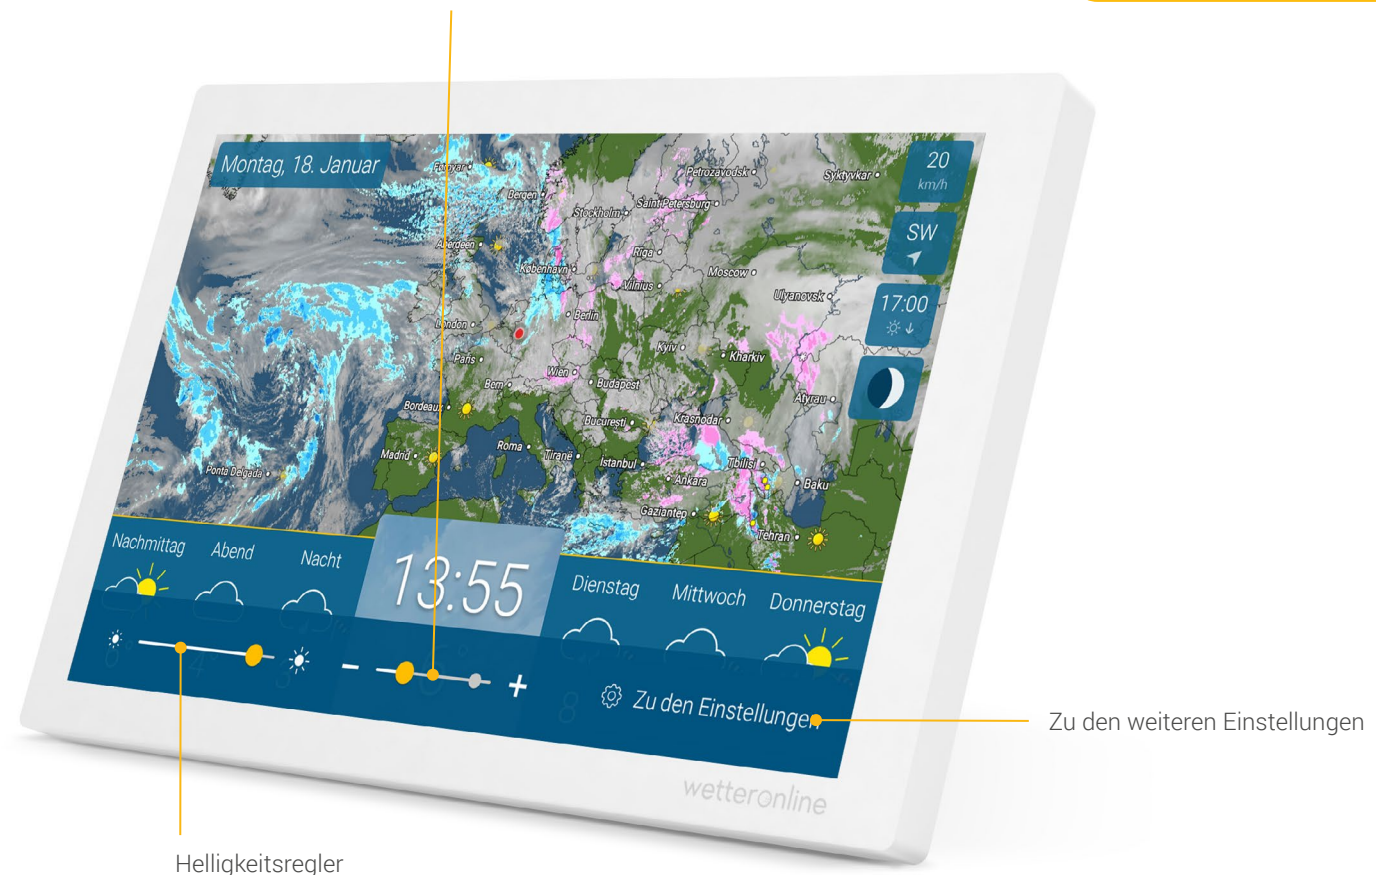 Montag, 18. Januar
20
km/h
SW
17:00
Petrozavodsk
Syktyvkar
Bergen
Stockholm
Saint Petersburg
Aberdeen
Riga
København
Moscow
Vilnius
Ulyanovsk
London
Berlin
Paris
Kyiv
Kharkiv
Wien
Bern
Budapest
Atyrau
Bordeaux
București
Krasnodar
Madrid
Roma
Tiranë
İstanbul
Tbilisi
Ponta Delgada
Ankara
Baku
Gaziantep
Tehran
Nachmittag
Abend
Nacht
13:55
Dienstag
Mittwoch
Donnerstag
− +
Zu den Einstellungen
Zu den weiteren Einstellungen
wetteronline
Helligkeitsregler